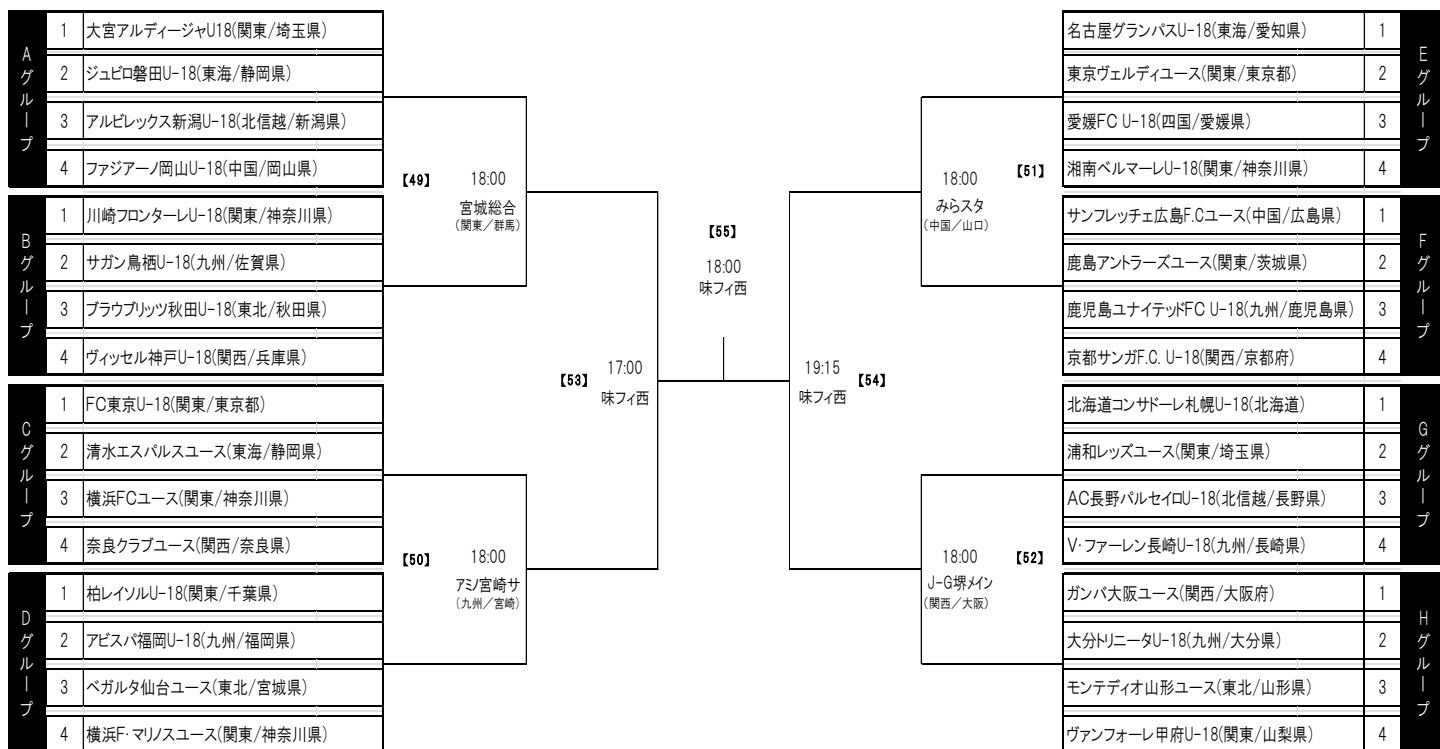 Aグループ
1 大宮アルディージャU18(関東/埼玉県)
2 ジュビロ磐田U-18(東海/静岡県)
3 アルビレックス新潟U-18(北信越/新潟県)
4 ファジアーノ岡山U-18(中国/岡山県)
Bグループ
1 川崎フロンターレU-18(関東/神奈川県)
2 サガン鳥栖U-18(九州/佐賀県)
3 ブラウブリッツ秋田U-18(東北/秋田県)
4 ヴィッセル神戸U-18(関西/兵庫県)
Cグループ
1 FC東京U-18(関東/東京都)
2 清水エスパルスユース(東海/静岡県)
3 横浜FCユース(関東/神奈川県)
4 奈良クラブユース(関西/奈良県)
Dグループ
1 柏レイソルU-18(関東/千葉県)
2 アビスパ福岡U-18(九州/福岡県)
3 ベガルタ仙台ユース(東北/宮城県)
4 横浜F・マリノスユース(関東/神奈川県)
【49】 18:00
宮城総合
(関東/群馬)
【50】 18:00
アミノ宮崎サ
(九州/宮崎)
【53】 17:00
味フィ西
【55】
18:00
味フィ西
19:15 【54】
味フィ西
18:00 【51】
みらスタ
(中国/山口)
18:00 【52】
J-G堺メイン
(関西/大阪)
名古屋グランパスU-18(東海/愛知県) 1
東京ヴェルディユース(関東/東京都) 2
愛媛FC U-18(四国/愛媛県) 3
湘南ベルマーレU-18(関東/神奈川県) 4
Eグループ
サンフレッチェ広島F.Cユース(中国/広島県) 1
鹿島アントラーズユース(関東/茨城県) 2
鹿児島ユナイテッドFC U-18(九州/鹿児島県) 3
京都サンガF.C. U-18(関西/京都府) 4
Fグループ
北海道コンサドーレ札幌U-18(北海道) 1
浦和レッズユース(関東/埼玉県) 2
AC長野パルセイロU-18(北信越/長野県) 3
V・ファーレン長崎U-18(九州/長崎県) 4
Gグループ
ガンバ大阪ユース(関西/大阪府) 1
大分トリニータU-18(九州/大分県) 2
モンテディオ山形ユース(東北/山形県) 3
ヴァンフォーレ甲府U-18(関東/山梨県) 4
Hグループ